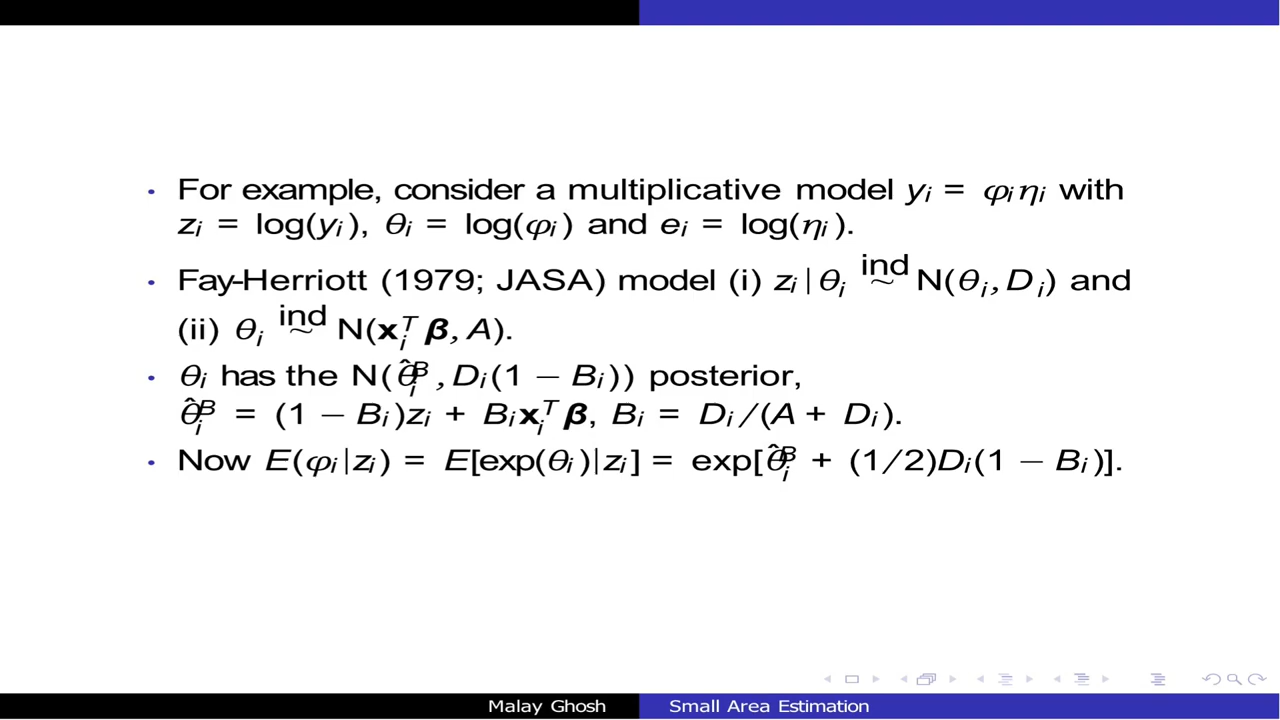 • For example, consider a multiplicative model yᵢ = φᵢηᵢ with
zᵢ = log(yᵢ), θᵢ = log(φᵢ) and eᵢ = log(ηᵢ).
• Fay-Herriott (1979; JASA) model (i) zᵢ|θᵢ ind~ N(θᵢ, Dᵢ) and
(ii) θᵢ ind~ N(xᵢᵀβ, A).
• θᵢ has the N(θ̂ᵢᴮ, Dᵢ(1 − Bᵢ)) posterior,
θ̂ᵢᴮ = (1 − Bᵢ)zᵢ + Bᵢxᵢᵀβ, Bᵢ = Dᵢ/(A + Dᵢ).
• Now E(φᵢ|zᵢ) = E[exp(θᵢ)|zᵢ] = exp[θ̂ᵢᴮ + (1/2)Dᵢ(1 − Bᵢ)].
Malay Ghosh Small Area Estimation